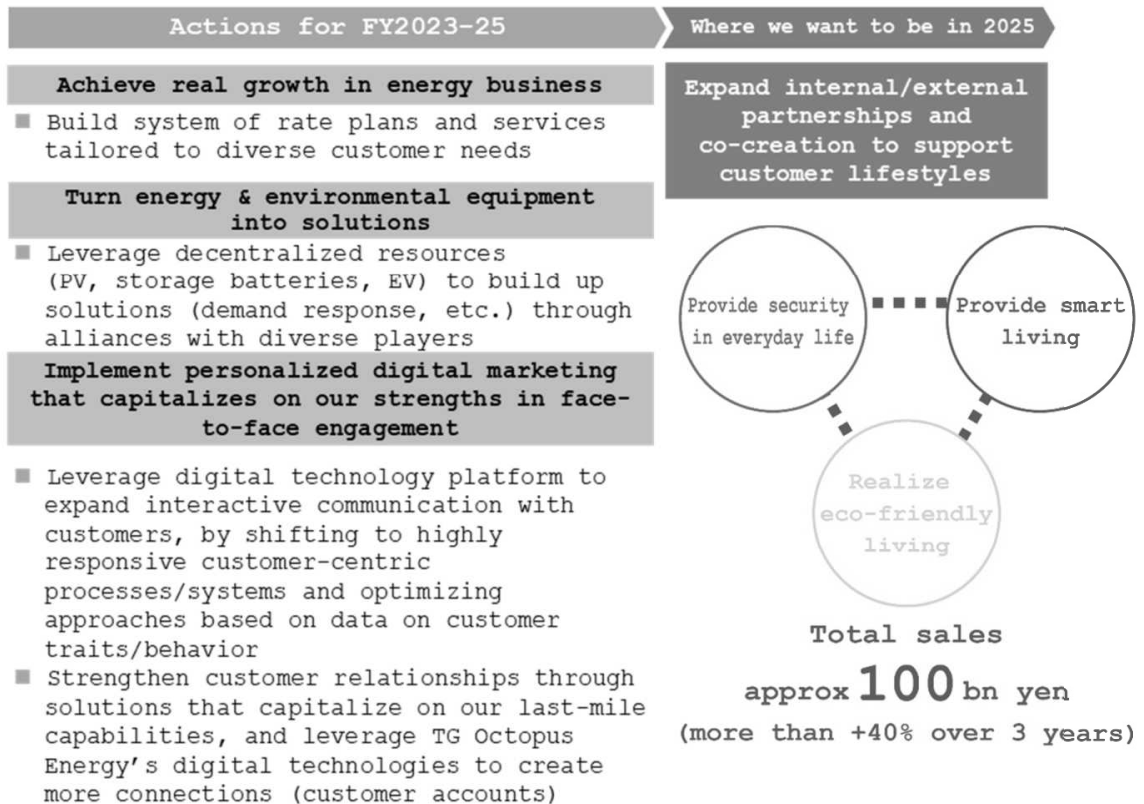 Actions for FY2023–25
Where we want to be in 2025
Achieve real growth in energy business
■ Build system of rate plans and services
tailored to diverse customer needs
Turn energy & environmental equipment
into solutions
■ Leverage decentralized resources
(PV, storage batteries, EV) to build up
solutions (demand response, etc.) through
alliances with diverse players
Implement personalized digital marketing
that capitalizes on our strengths in face-
to-face engagement
■ Leverage digital technology platform to
expand interactive communication with
customers, by shifting to highly
responsive customer-centric
processes/systems and optimizing
approaches based on data on customer
traits/behavior
■ Strengthen customer relationships through
solutions that capitalize on our last-mile
capabilities, and leverage TG Octopus
Energy's digital technologies to create
more connections (customer accounts)
Expand internal/external
partnerships and
co-creation to support
customer lifestyles
Provide security
in everyday life
Provide smart
living
Realize
eco-friendly
living
Total sales
approx 100 bn yen
(more than +40% over 3 years)